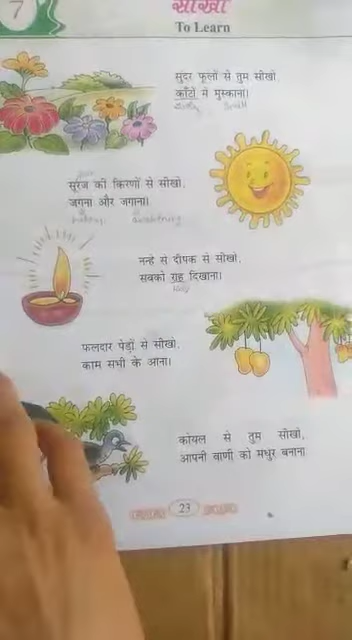 7
सीखो
To Learn
सुंदर फूलों से तुम सीखो,
काँटों में मुस्काना।
सूरज की किरणों से सीखो,
जगना और जगाना।
नन्हे से दीपक से सीखो,
सबको राह दिखाना।
फलदार पेड़ों से सीखो,
काम सभी के आना।
कोयल से तुम सीखो,
आपनी वाणी को मधुर बनाना
23